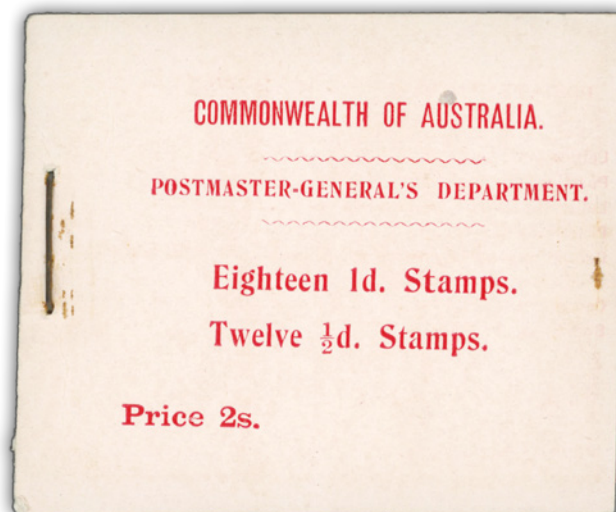 COMMONWEALTH OF AUSTRALIA.
POSTMASTER-GENERAL'S DEPARTMENT.
Eighteen 1d. Stamps.
Twelve ½d. Stamps.
Price 2s.